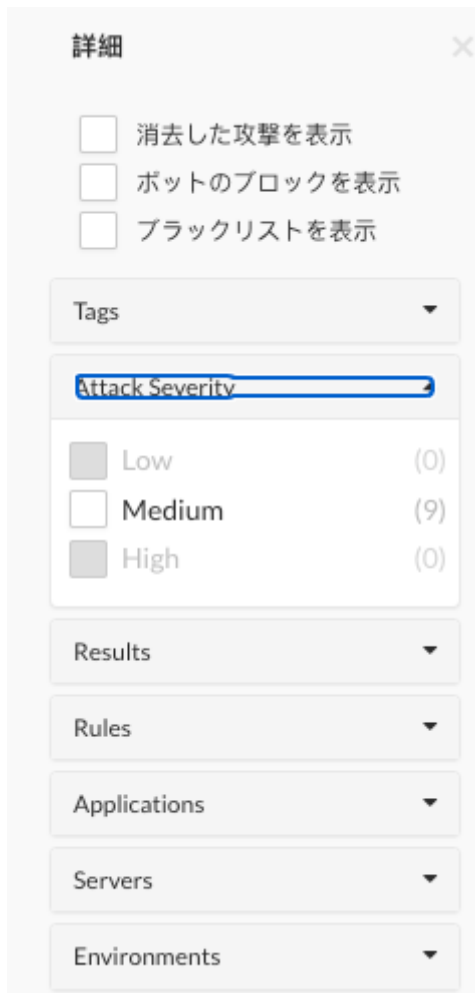 詳細
消去した攻撃を表示
ボットのブロックを表示
ブラックリストを表示
Tags
Attack Severity
Low (0)
Medium (9)
High (0)
Results
Rules
Applications
Servers
Environments